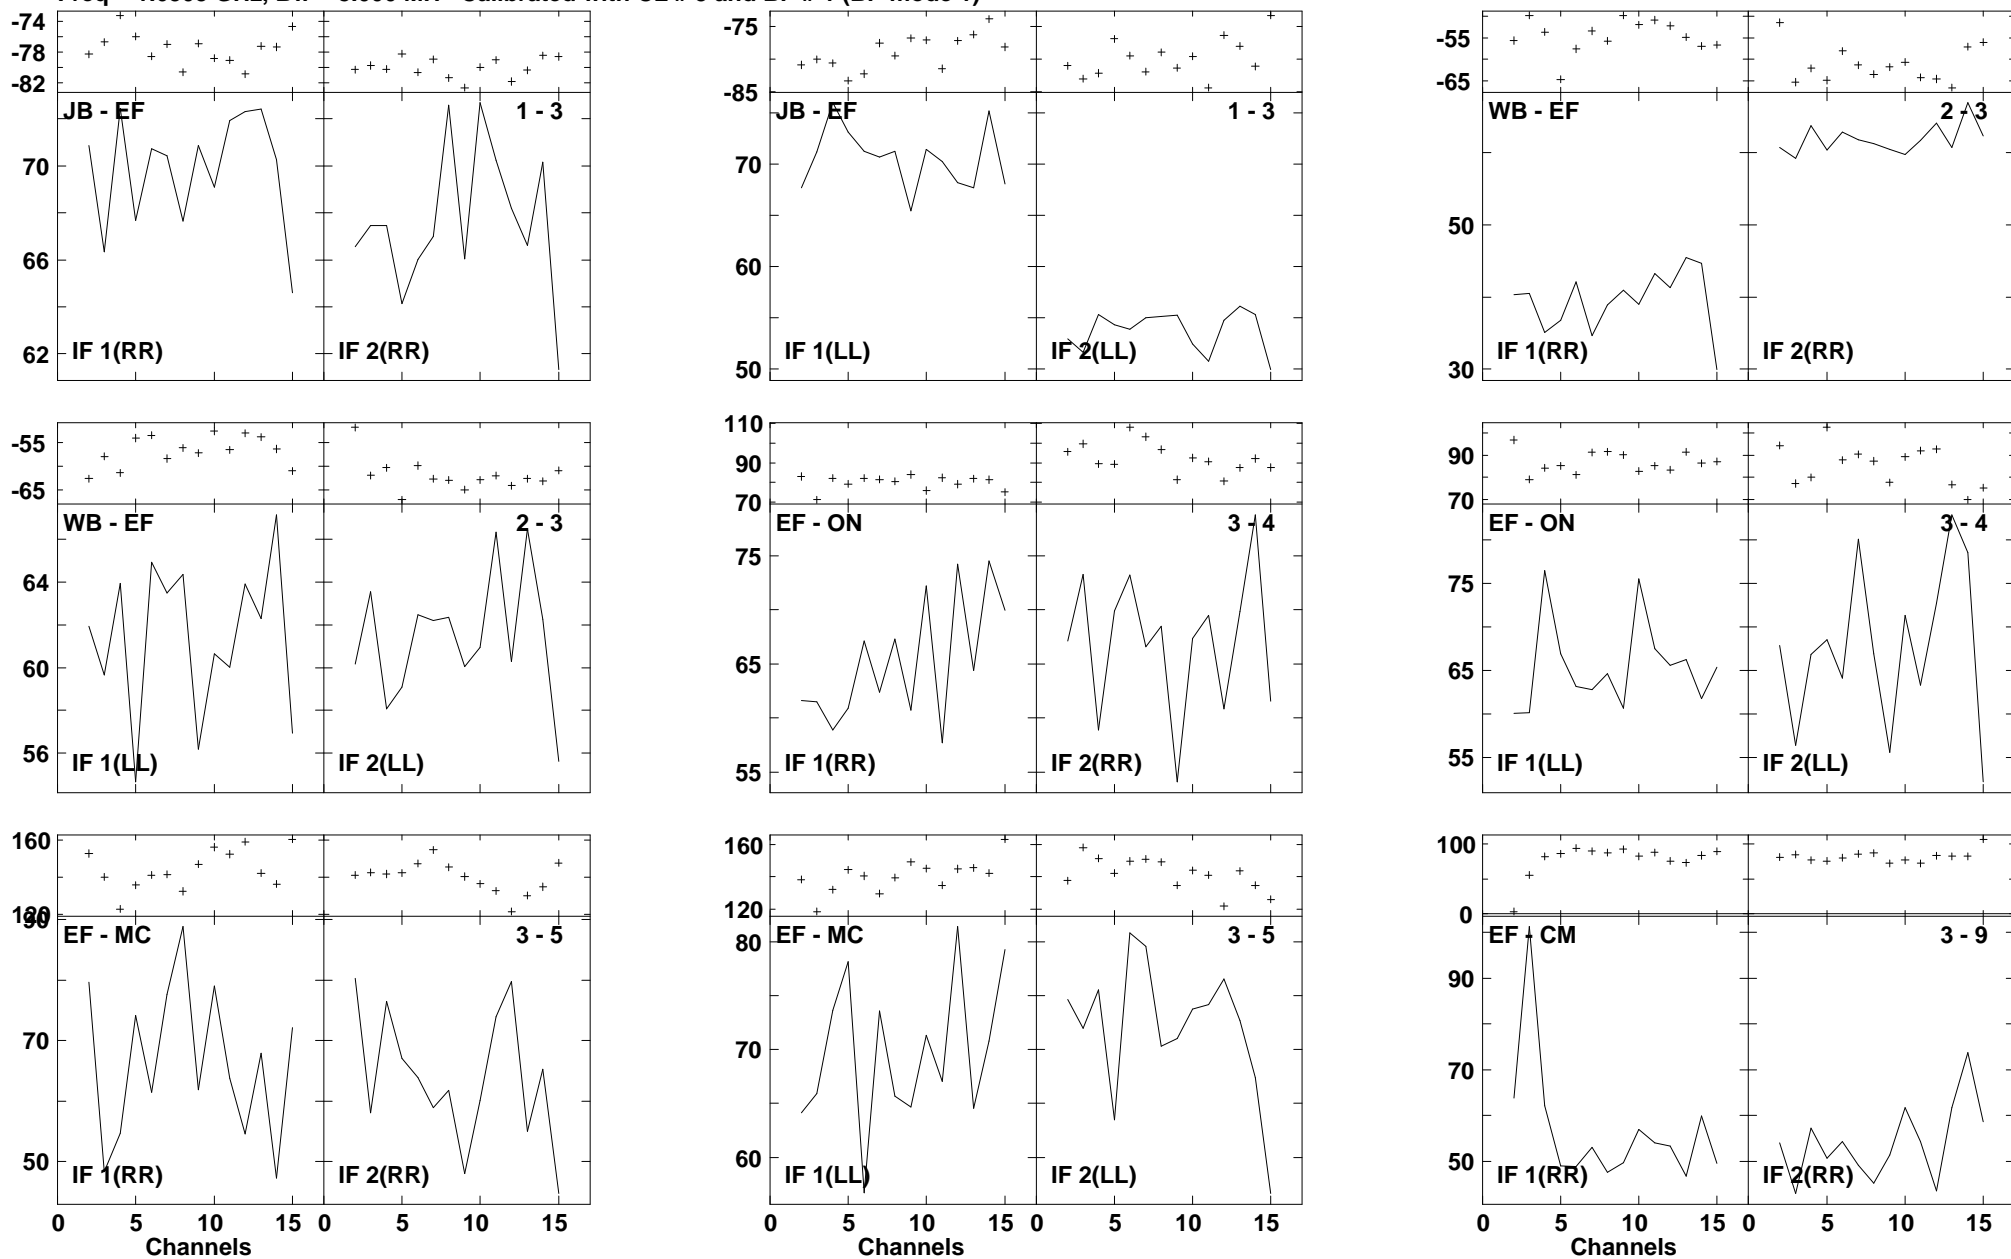 -74
-78
-82
JB - EF
1 - 3
70
66
62
IF 1(RR)
IF 2(RR)
-75
-85
JB - EF
1 - 3
70
60
50
IF 1(LL)
IF 2(LL)
-55
-65
WB - EF
2 - 3
50
30
IF 1(RR)
IF 2(RR)
-55
-65
WB - EF
2 - 3
64
60
56
IF 1(LL)
IF 2(LL)
110
90
70
EF - ON
3 - 4
75
65
55
IF 1(RR)
IF 2(RR)
90
70
EF - ON
3 - 4
75
65
55
IF 1(LL)
IF 2(LL)
160
120
90
EF - MC
3 - 5
70
50
IF 1(RR)
IF 2(RR)
0 5 10 15 0 5 10 15
Channels
160
120
EF - MC
3 - 5
80
70
60
IF 1(LL)
IF 2(LL)
0 5 10 15 0 5 10 15
Channels
100
0
EF - CM
3 - 9
90
70
50
IF 1(RR)
IF 2(RR)
0 5 10 15 0 5 10 15
Channels